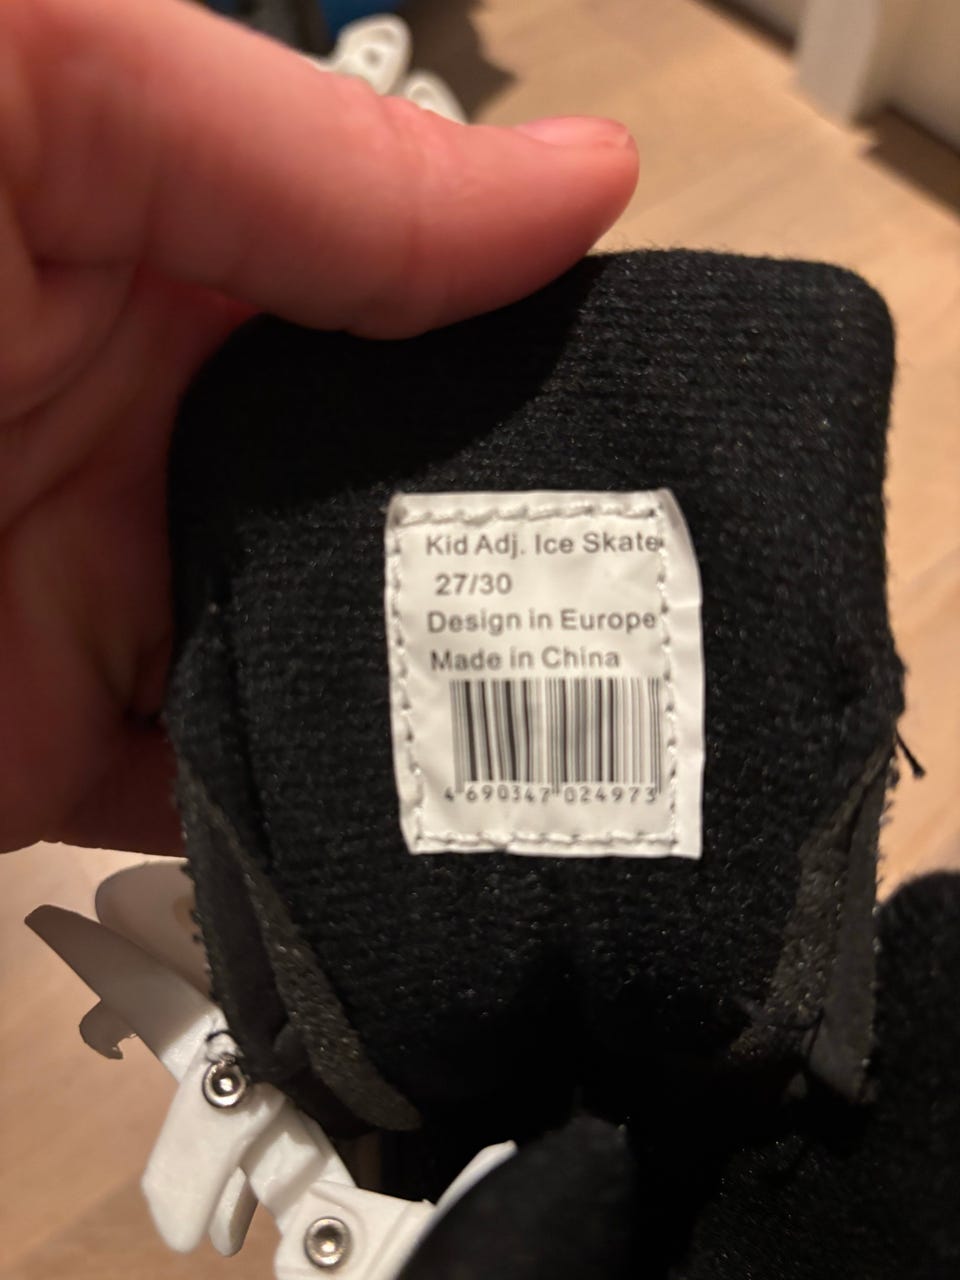 Kid Adj. Ice Skate
27/30
Design in Europe
Made in China
4 690347 024973